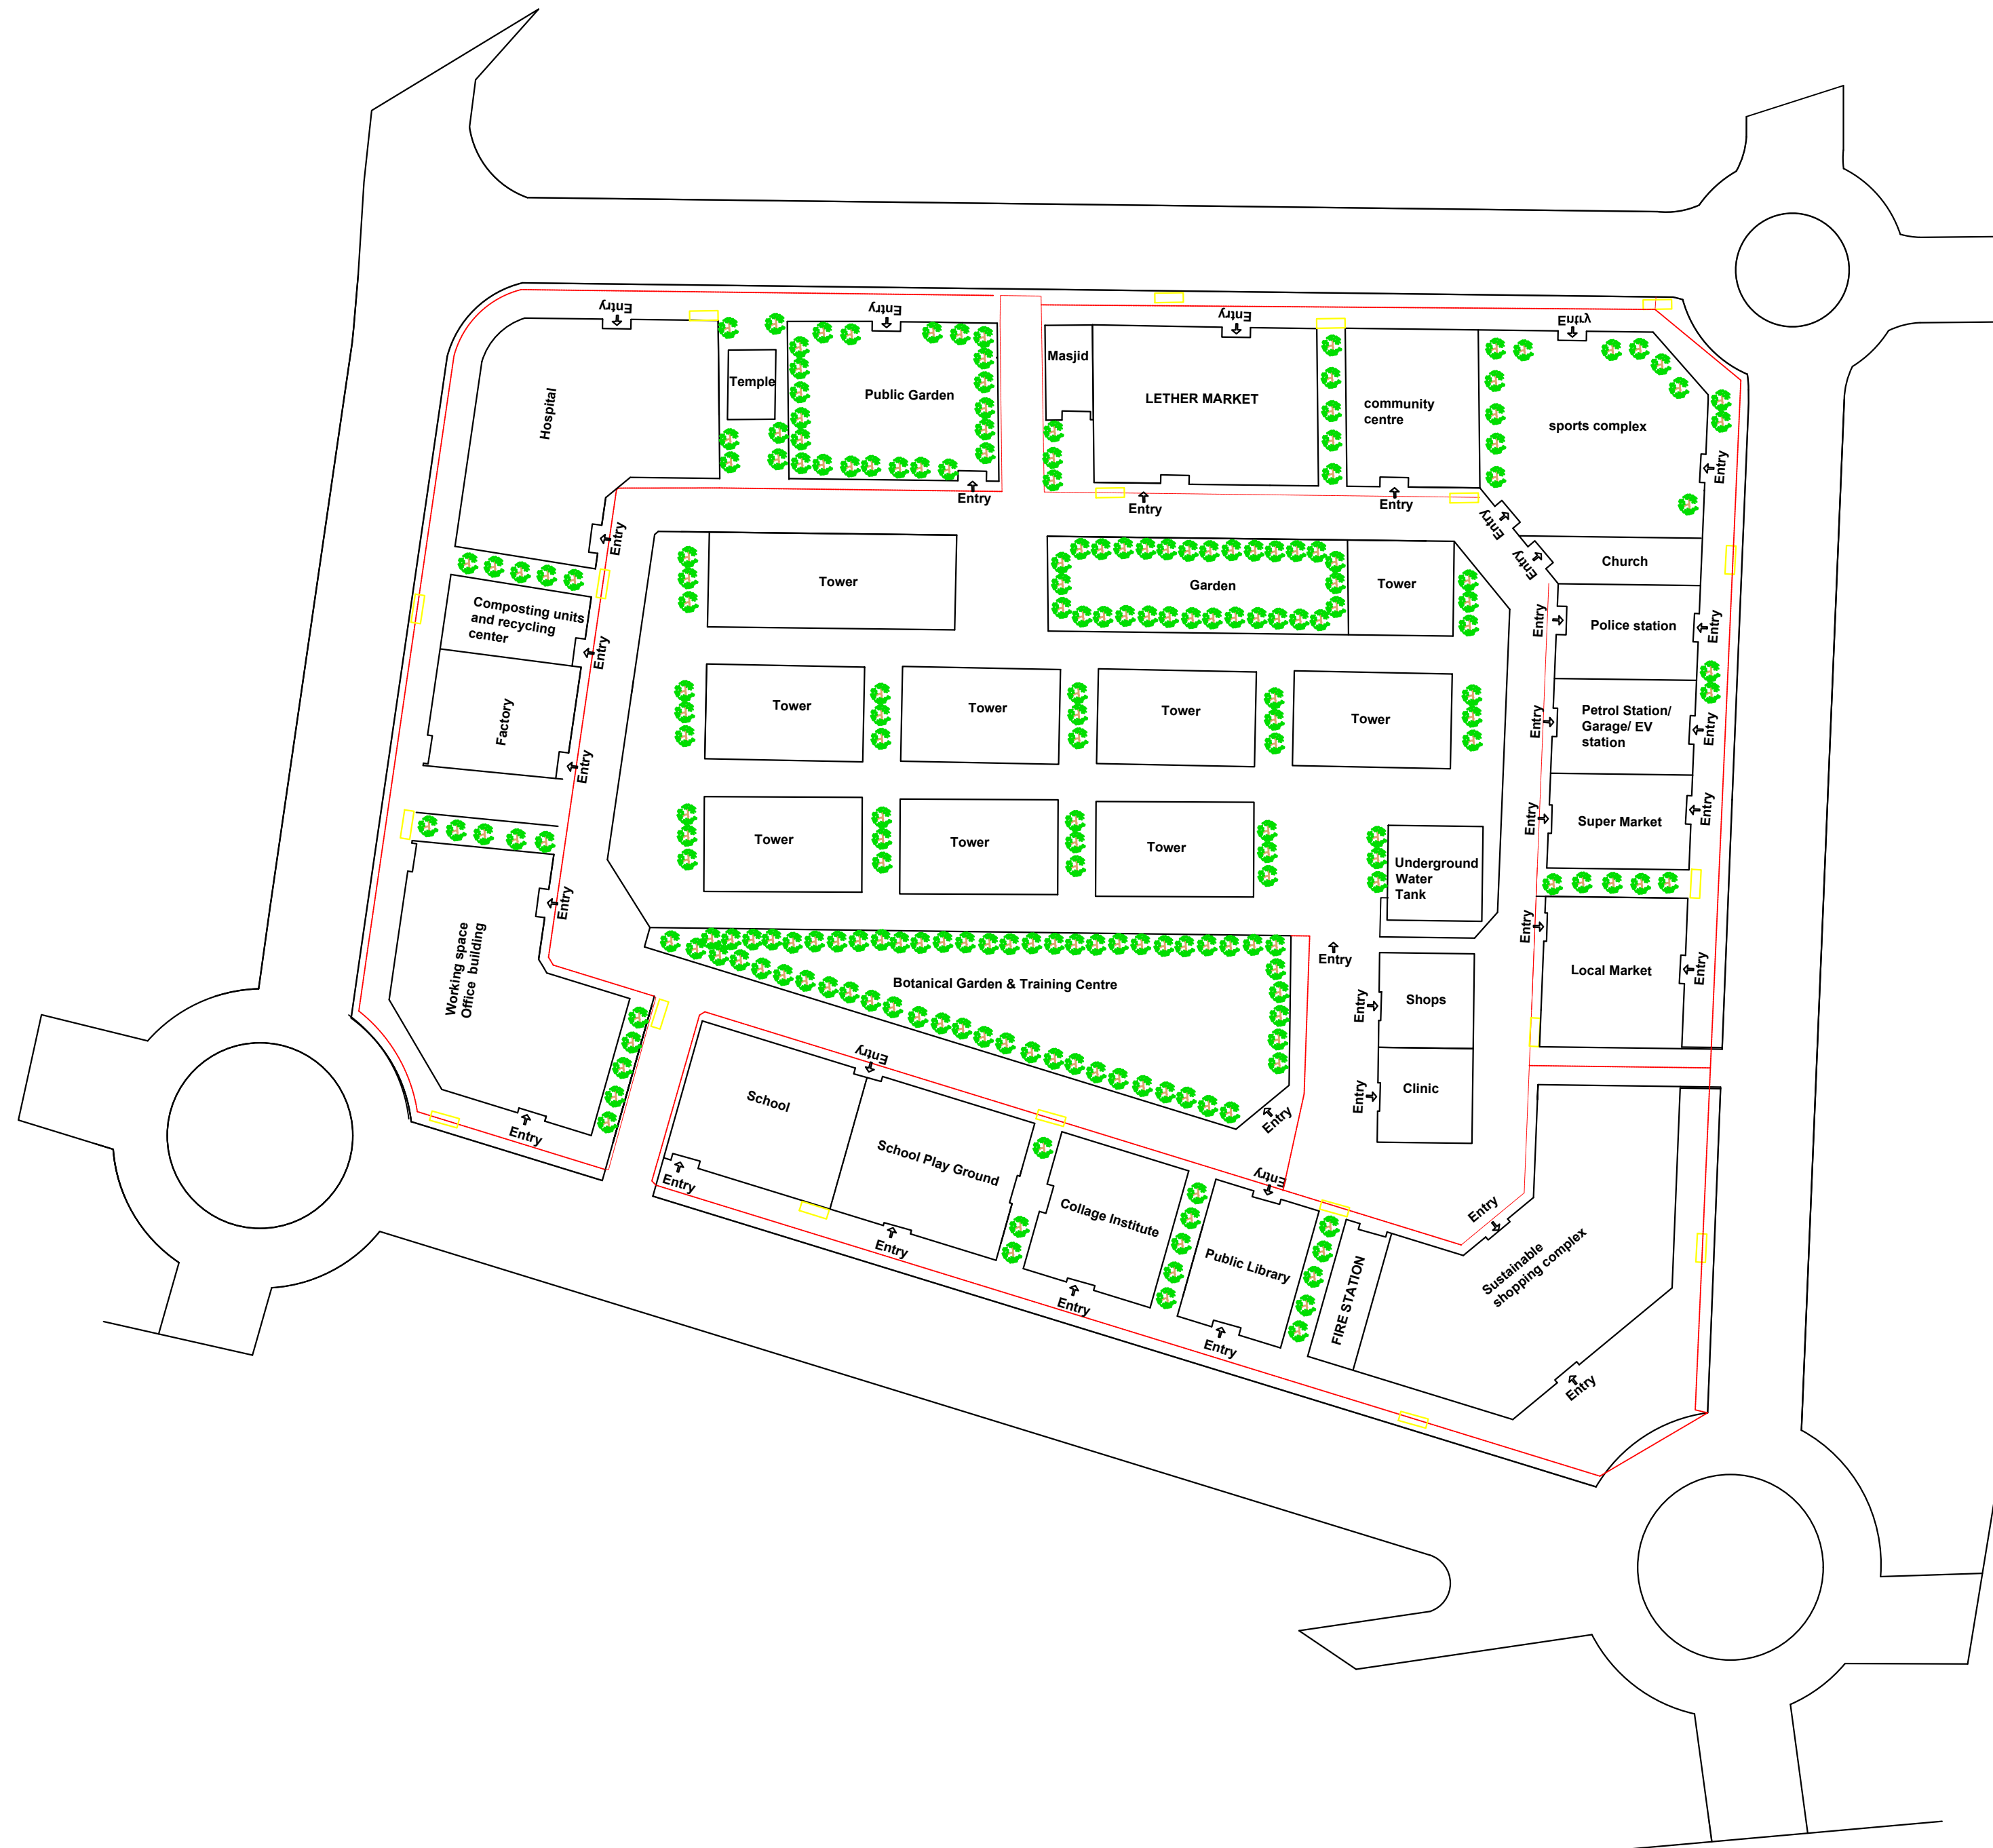 Entry
Entry
Entry
Entry
Hospital
Temple
Public Garden
Masjid
LETHER MARKET
community
centre
sports complex
Entry
Entry
Entry
Entry
Entry
Entry
Entry
Entry
Church
Composting units
and recycling
center
Entry
Factory
Entry
Tower
Garden
Tower
Entry
Police station
Entry
Tower
Tower
Tower
Tower
Entry
Petrol Station/
Garage/ EV
station
Entry
Tower
Tower
Tower
Underground
Water
Tank
Entry
Super Market
Entry
Entry
Working space
Office building
Entry
Botanical Garden & Training Centre
Entry
Entry
Local Market
Entry
Entry
Shops
Entry
Clinic
Entry
Entry
School
School Play Ground
Entry
Entry
Entry
Collage Institute
Entry
Entry
Public Library
Entry
FIRE STATION
Entry
Sustainable
shopping complex
Entry